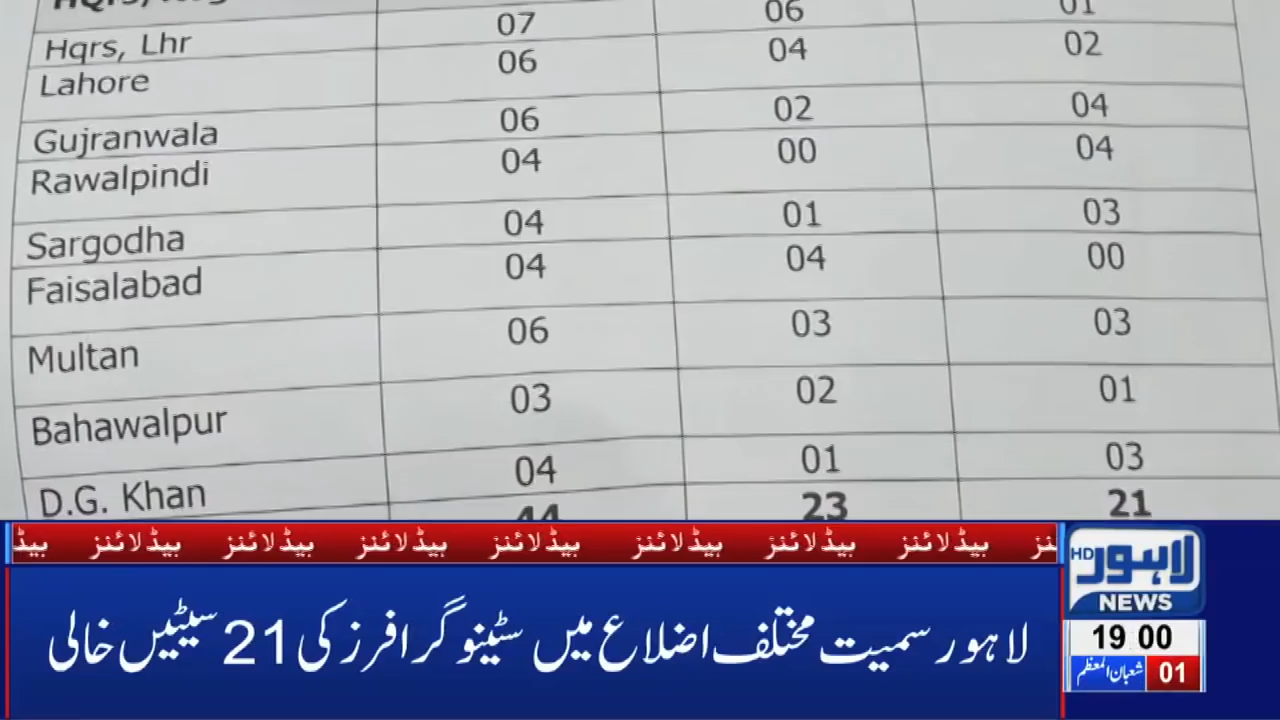 07 06 01
Hqrs, Lhr 06 04 02
Lahore
Gujranwala 06 02 04
Rawalpindi 04 00 04
Sargodha 04 01 03
Faisalabad 04 04 00
Multan 06 03 03
Bahawalpur 03 02 01
D.G. Khan 04 01 03
44 23 21
ہیڈلائنز ہیڈلائنز ہیڈلائنز ہیڈلائنز ہیڈلائنز ہیڈلائنز ہیڈلائنز
لاہور HD
NEWS
لاہور سمیت مختلف اضلاع میں سٹینوگرافرز کی 21 سیٹیں خالی
19 00
01 شعبان المعظم